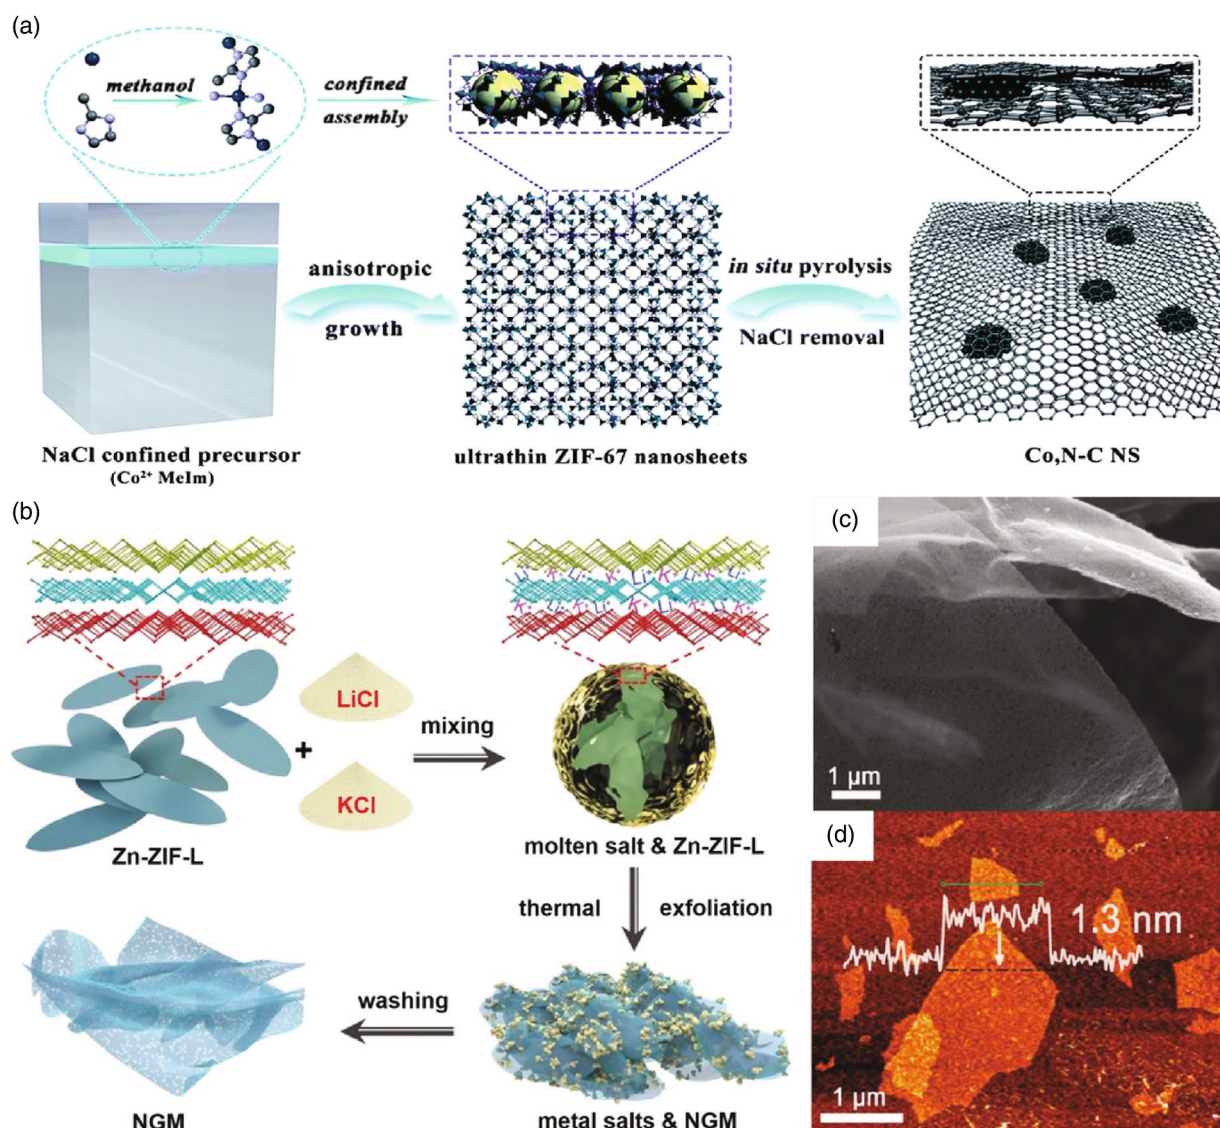 (a)
methanol
confined
assembly
anisotropic
growth
in situ pyrolysis
NaCl removal
NaCl confined precursor
(Co²⁺ MeIm)
ultrathin ZIF-67 nanosheets
Co,N-C NS
(b)
K⁺ Li⁺ K⁺ Li⁺ K⁺
LiCl
+
KCl
mixing
Zn-ZIF-L
molten salt & Zn-ZIF-L
thermal exfoliation
washing
NGM
metal salts & NGM
(c)
1 μm
(d)
1.3 nm
1 μm